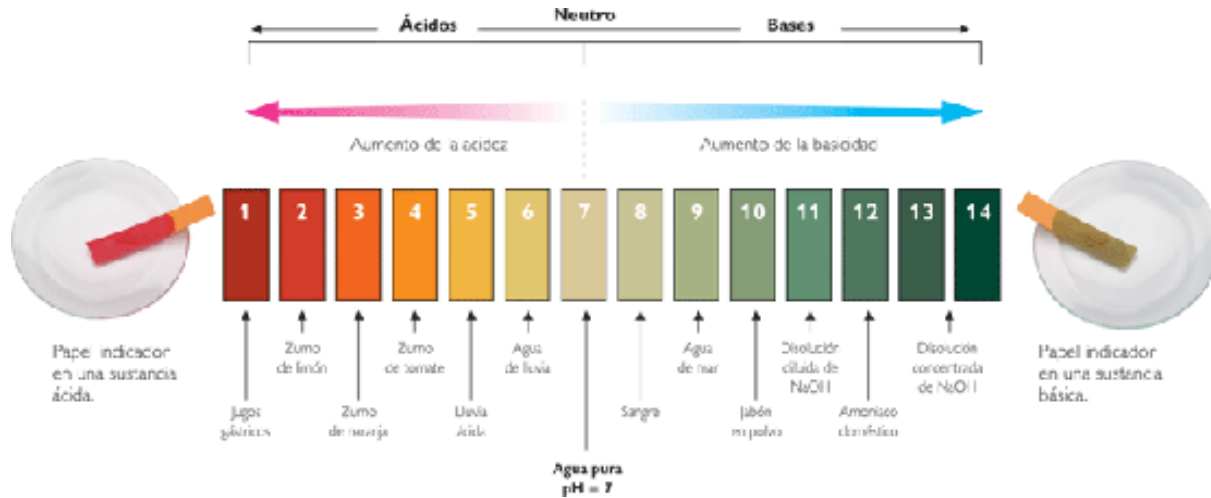 Neutro
Ácidos
Bases
Aumento de la acidez
Aumento de la basicidad
1 2 3 4 5 6 7 8 9 10 11 12 13 14
Papel indicador
en una sustancia
ácida.
Jugos
gástricos
Zumo
de limón
Zumo
de naranja
Zumo
de tomate
Lluvia
ácida
Agua
de lluvia
Agua pura
pH = 7
Sangre
Agua
de mar
Jabón
en polvo
Disolución
diluida de
NaOH
Amoniaco
doméstico
Disolución
concentrada
de NaOH
Papel indicador
en una sustancia
básica.